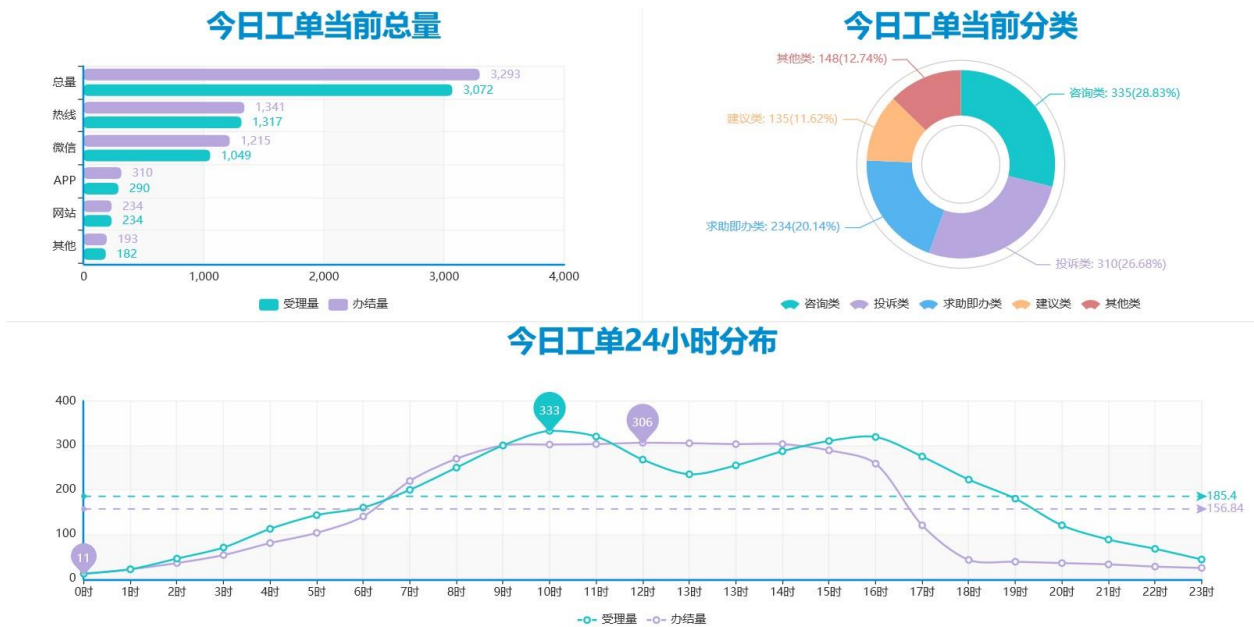 今日工单当前总量
总量
3,293
3,072
热线
1,341
1,317
微信
1,215
1,049
APP
310
290
网站
234
234
其他
193
182
0
1,000
2,000
3,000
4,000
受理量
办结量
今日工单当前分类
其他类: 148(12.74%)
咨询类: 335(28.83%)
建议类: 135(11.62%)
求助即办类: 234(20.14%)
投诉类: 310(26.68%)
咨询类
投诉类
求助即办类
建议类
其他类
今日工单24小时分布
400
300
200
100
0
333
306
11
185.4
156.84
0时
1时
2时
3时
4时
5时
6时
7时
8时
9时
10时
11时
12时
13时
13时
14时
15时
16时
17时
18时
19时
20时
21时
22时
23时
受理量
办结量